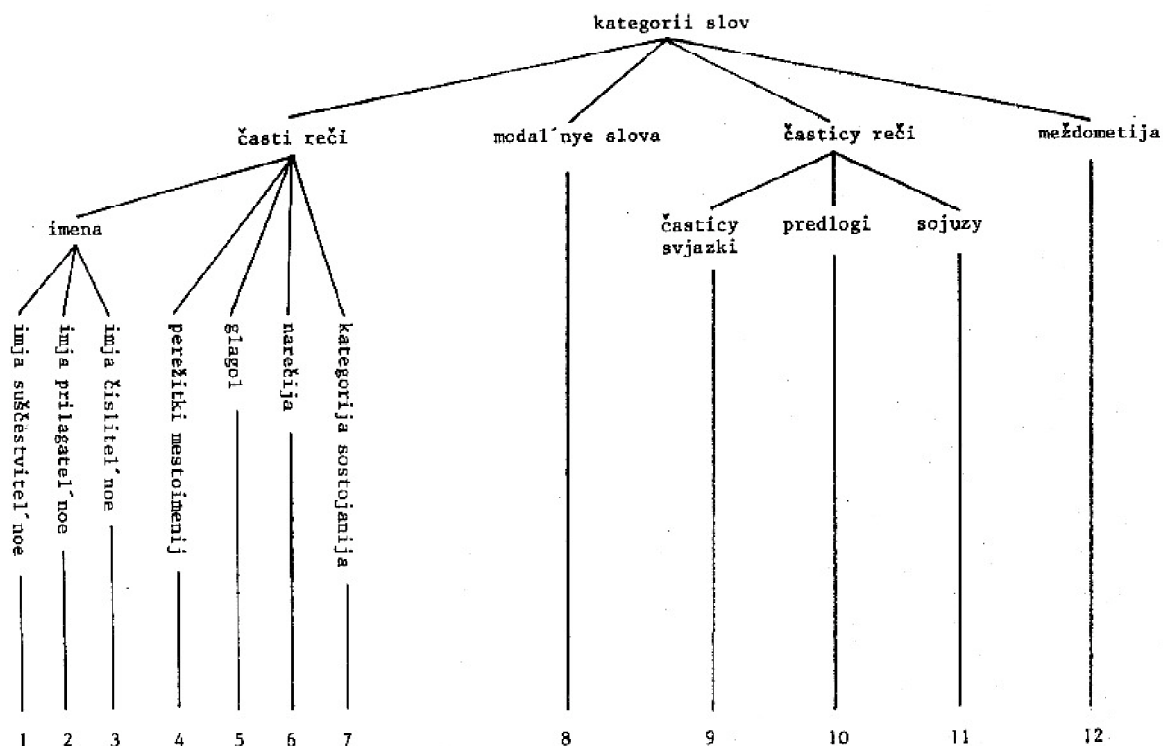 kategorii slov
časti reči
modal´nye slova
časticy reči
meždometija
imena
časticy
svjazki
predlogi
sojuzy
imja suščestvitel´noe
imja prilagatel´noe
imja čislitel´noe
perežitki mestoimenij
glagol
narečija
kategorija sostojanija
1 2 3 4 5 6 7 8 9 10 11 12